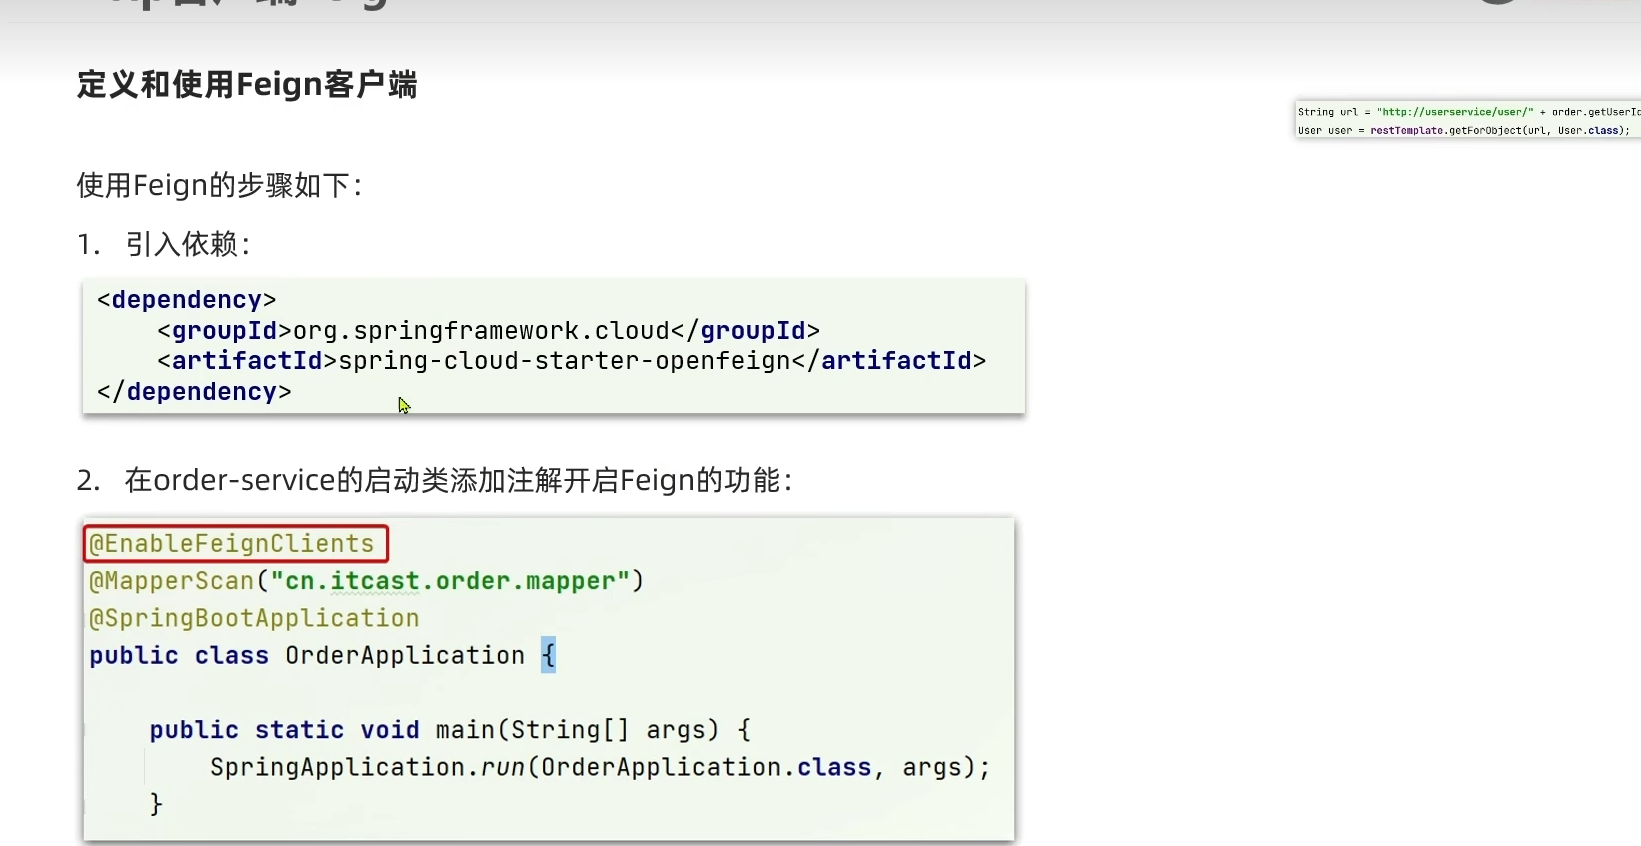 定义和使用Feign客户端
String url = "http://userservice/user/" + order.getUserId
User user = restTemplate.getForObject(url, User.class);
使用Feign的步骤如下：
1. 引入依赖：
<dependency>
<groupId>org.springframework.cloud</groupId>
<artifactId>spring-cloud-starter-openfeign</artifactId>
</dependency>
2. 在order-service的启动类添加注解开启Feign的功能：
@EnableFeignClients
@MapperScan("cn.itcast.order.mapper")
@SpringBootApplication
public class OrderApplication {
public static void main(String[] args) {
SpringApplication.run(OrderApplication.class, args);
}